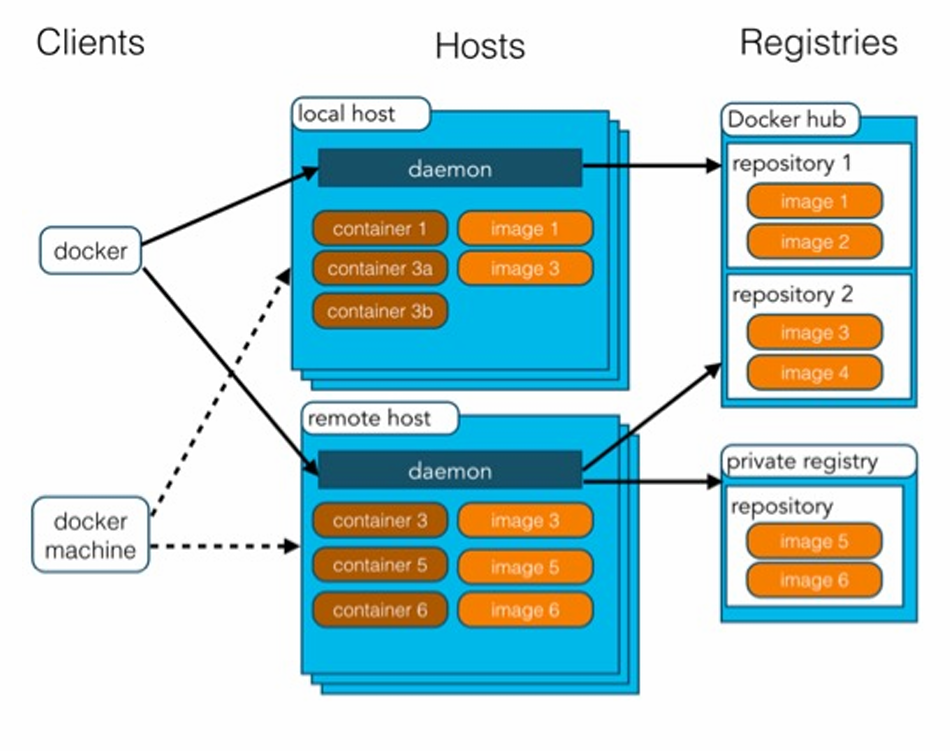 Clients
Hosts
Registries
docker
docker
machine
local host
daemon
container 1
image 1
container 3a
image 3
container 3b
remote host
daemon
container 3
image 3
container 5
image 5
container 6
image 6
Docker hub
repository 1
image 1
image 2
repository 2
image 3
image 4
private registry
repository
image 5
image 6